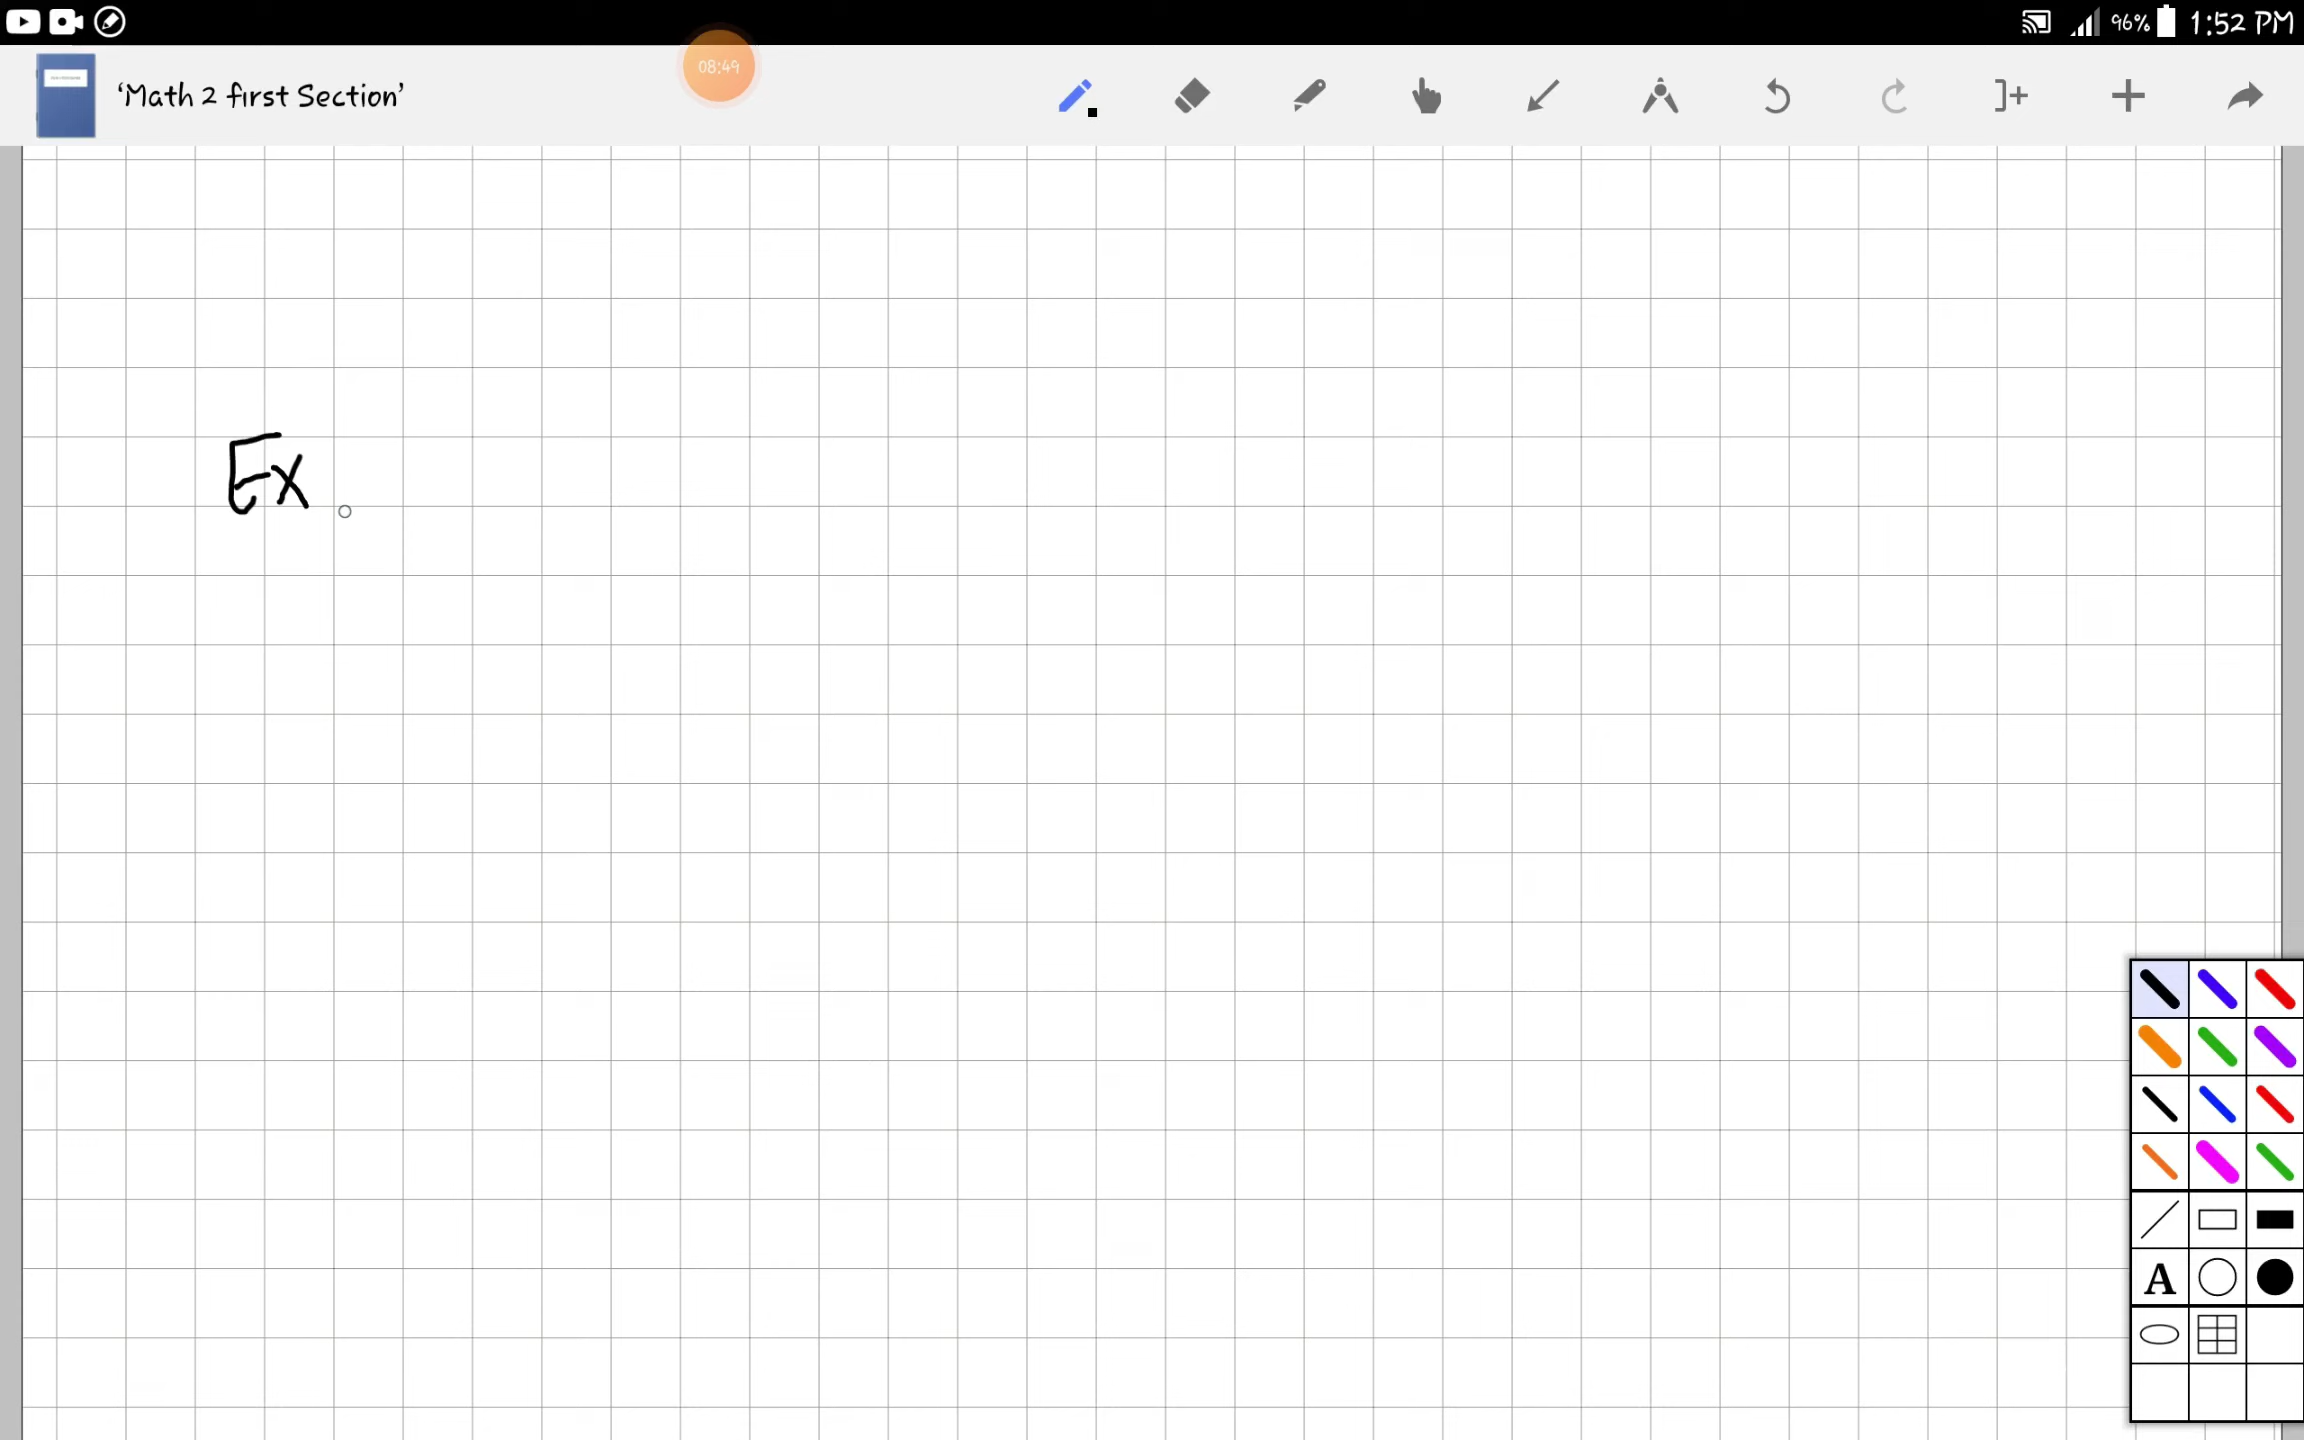 96% 1:52 PM
‘Math 2 first Section’
08:49
]+
Ex
A